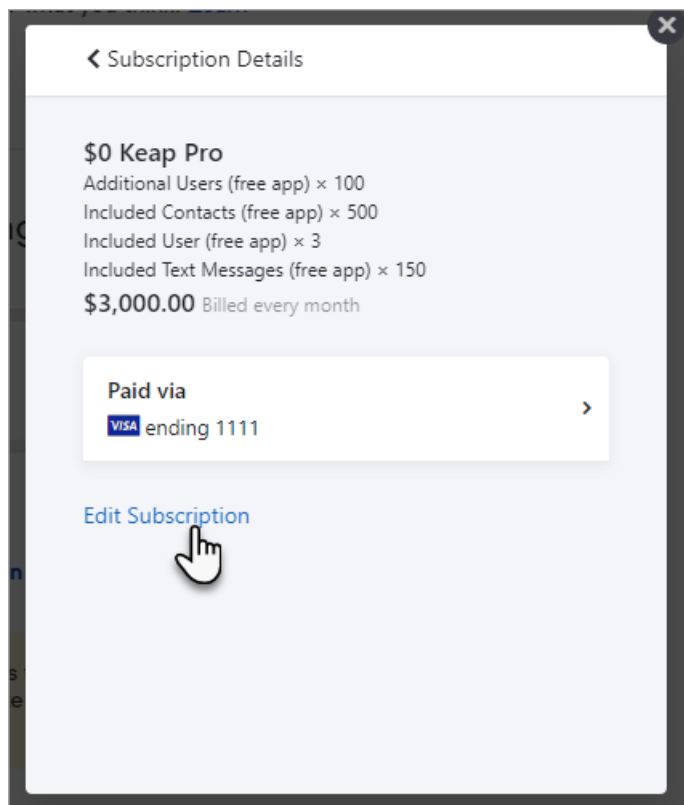 Subscription Details
$0 Keap Pro
Additional Users (free app) × 100
Included Contacts (free app) × 500
Included User (free app) × 3
Included Text Messages (free app) × 150
$3,000.00 Billed every month
Paid via
VISA ending 1111
Edit Subscription